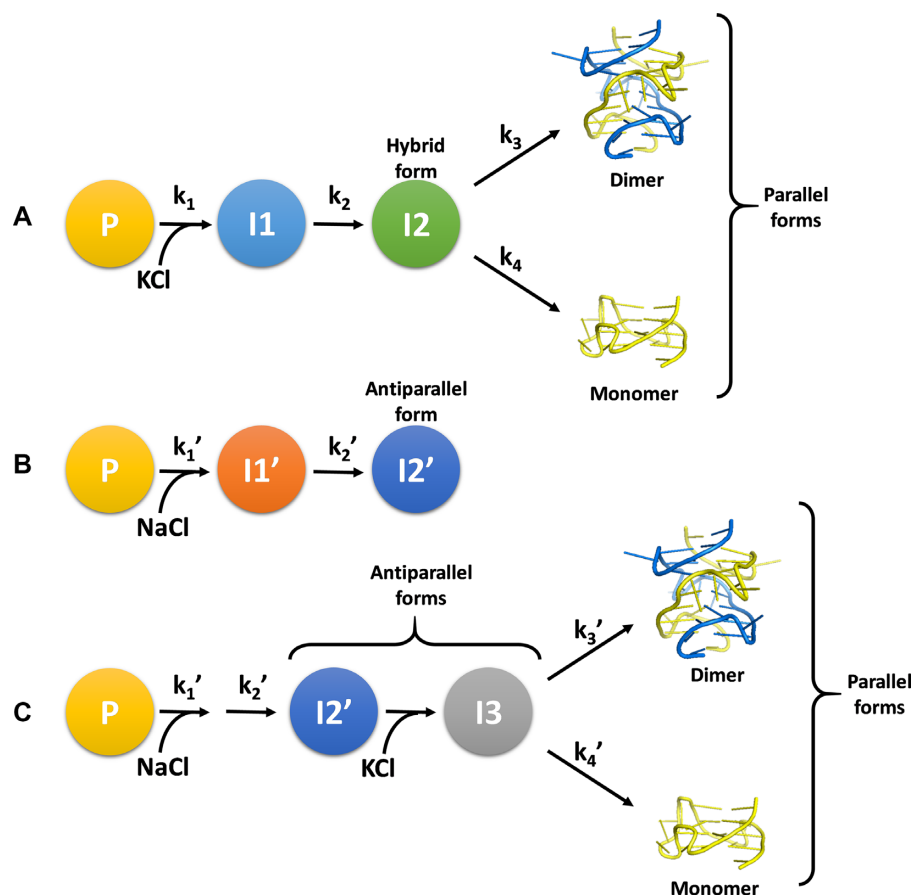 A
P
k1
KCl
I1
k2
Hybrid
form
I2
k3
k4
Dimer
Monomer
Parallel
forms
B
P
k1’
NaCl
I1’
k2’
Antiparallel
form
I2’
C
P
k1’
NaCl
k2’
Antiparallel
forms
I2’
KCl
I3
k3’
k4’
Dimer
Monomer
Parallel
forms